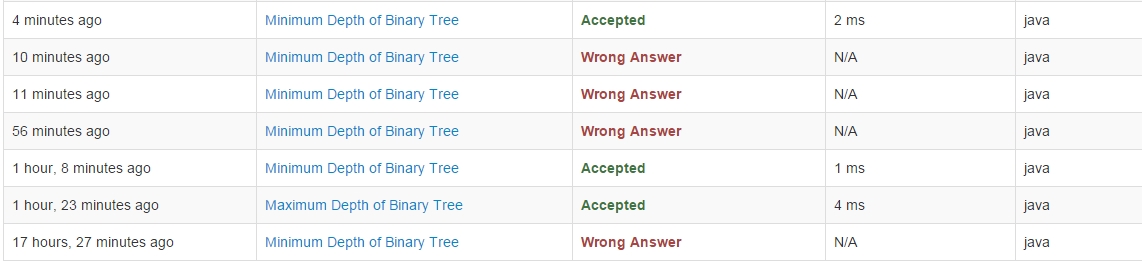 4 minutes ago Minimum Depth of Binary Tree Accepted 2 ms java
10 minutes ago Minimum Depth of Binary Tree Wrong Answer N/A java
11 minutes ago Minimum Depth of Binary Tree Wrong Answer N/A java
56 minutes ago Minimum Depth of Binary Tree Wrong Answer N/A java
1 hour, 8 minutes ago Minimum Depth of Binary Tree Accepted 1 ms java
1 hour, 23 minutes ago Maximum Depth of Binary Tree Accepted 4 ms java
17 hours, 27 minutes ago Minimum Depth of Binary Tree Wrong Answer N/A java